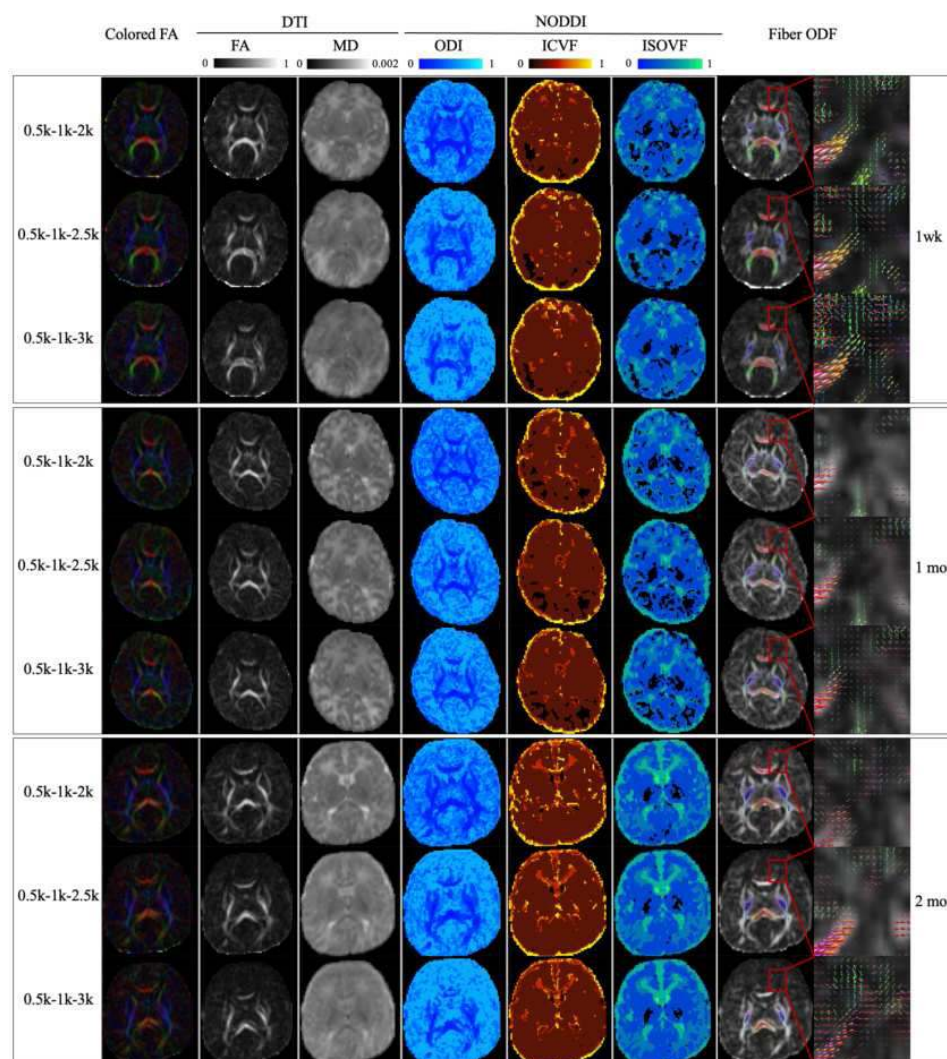 DTI NODDI
Colored FA FA MD ODI ICVF ISOVF Fiber ODF
0 1 0 0.002 0 1 0 1 0 1
0.5k-1k-2k
0.5k-1k-2.5k 1wk
0.5k-1k-3k
0.5k-1k-2k
0.5k-1k-2.5k 1 mo
0.5k-1k-3k
0.5k-1k-2k
0.5k-1k-2.5k 2 mo
0.5k-1k-3k